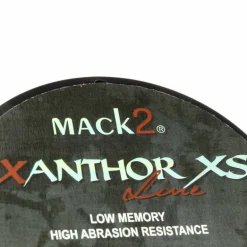 MACK2®
XANTHOR XS
Line
LOW MEMORY
HIGH ABRASION RESISTANCE